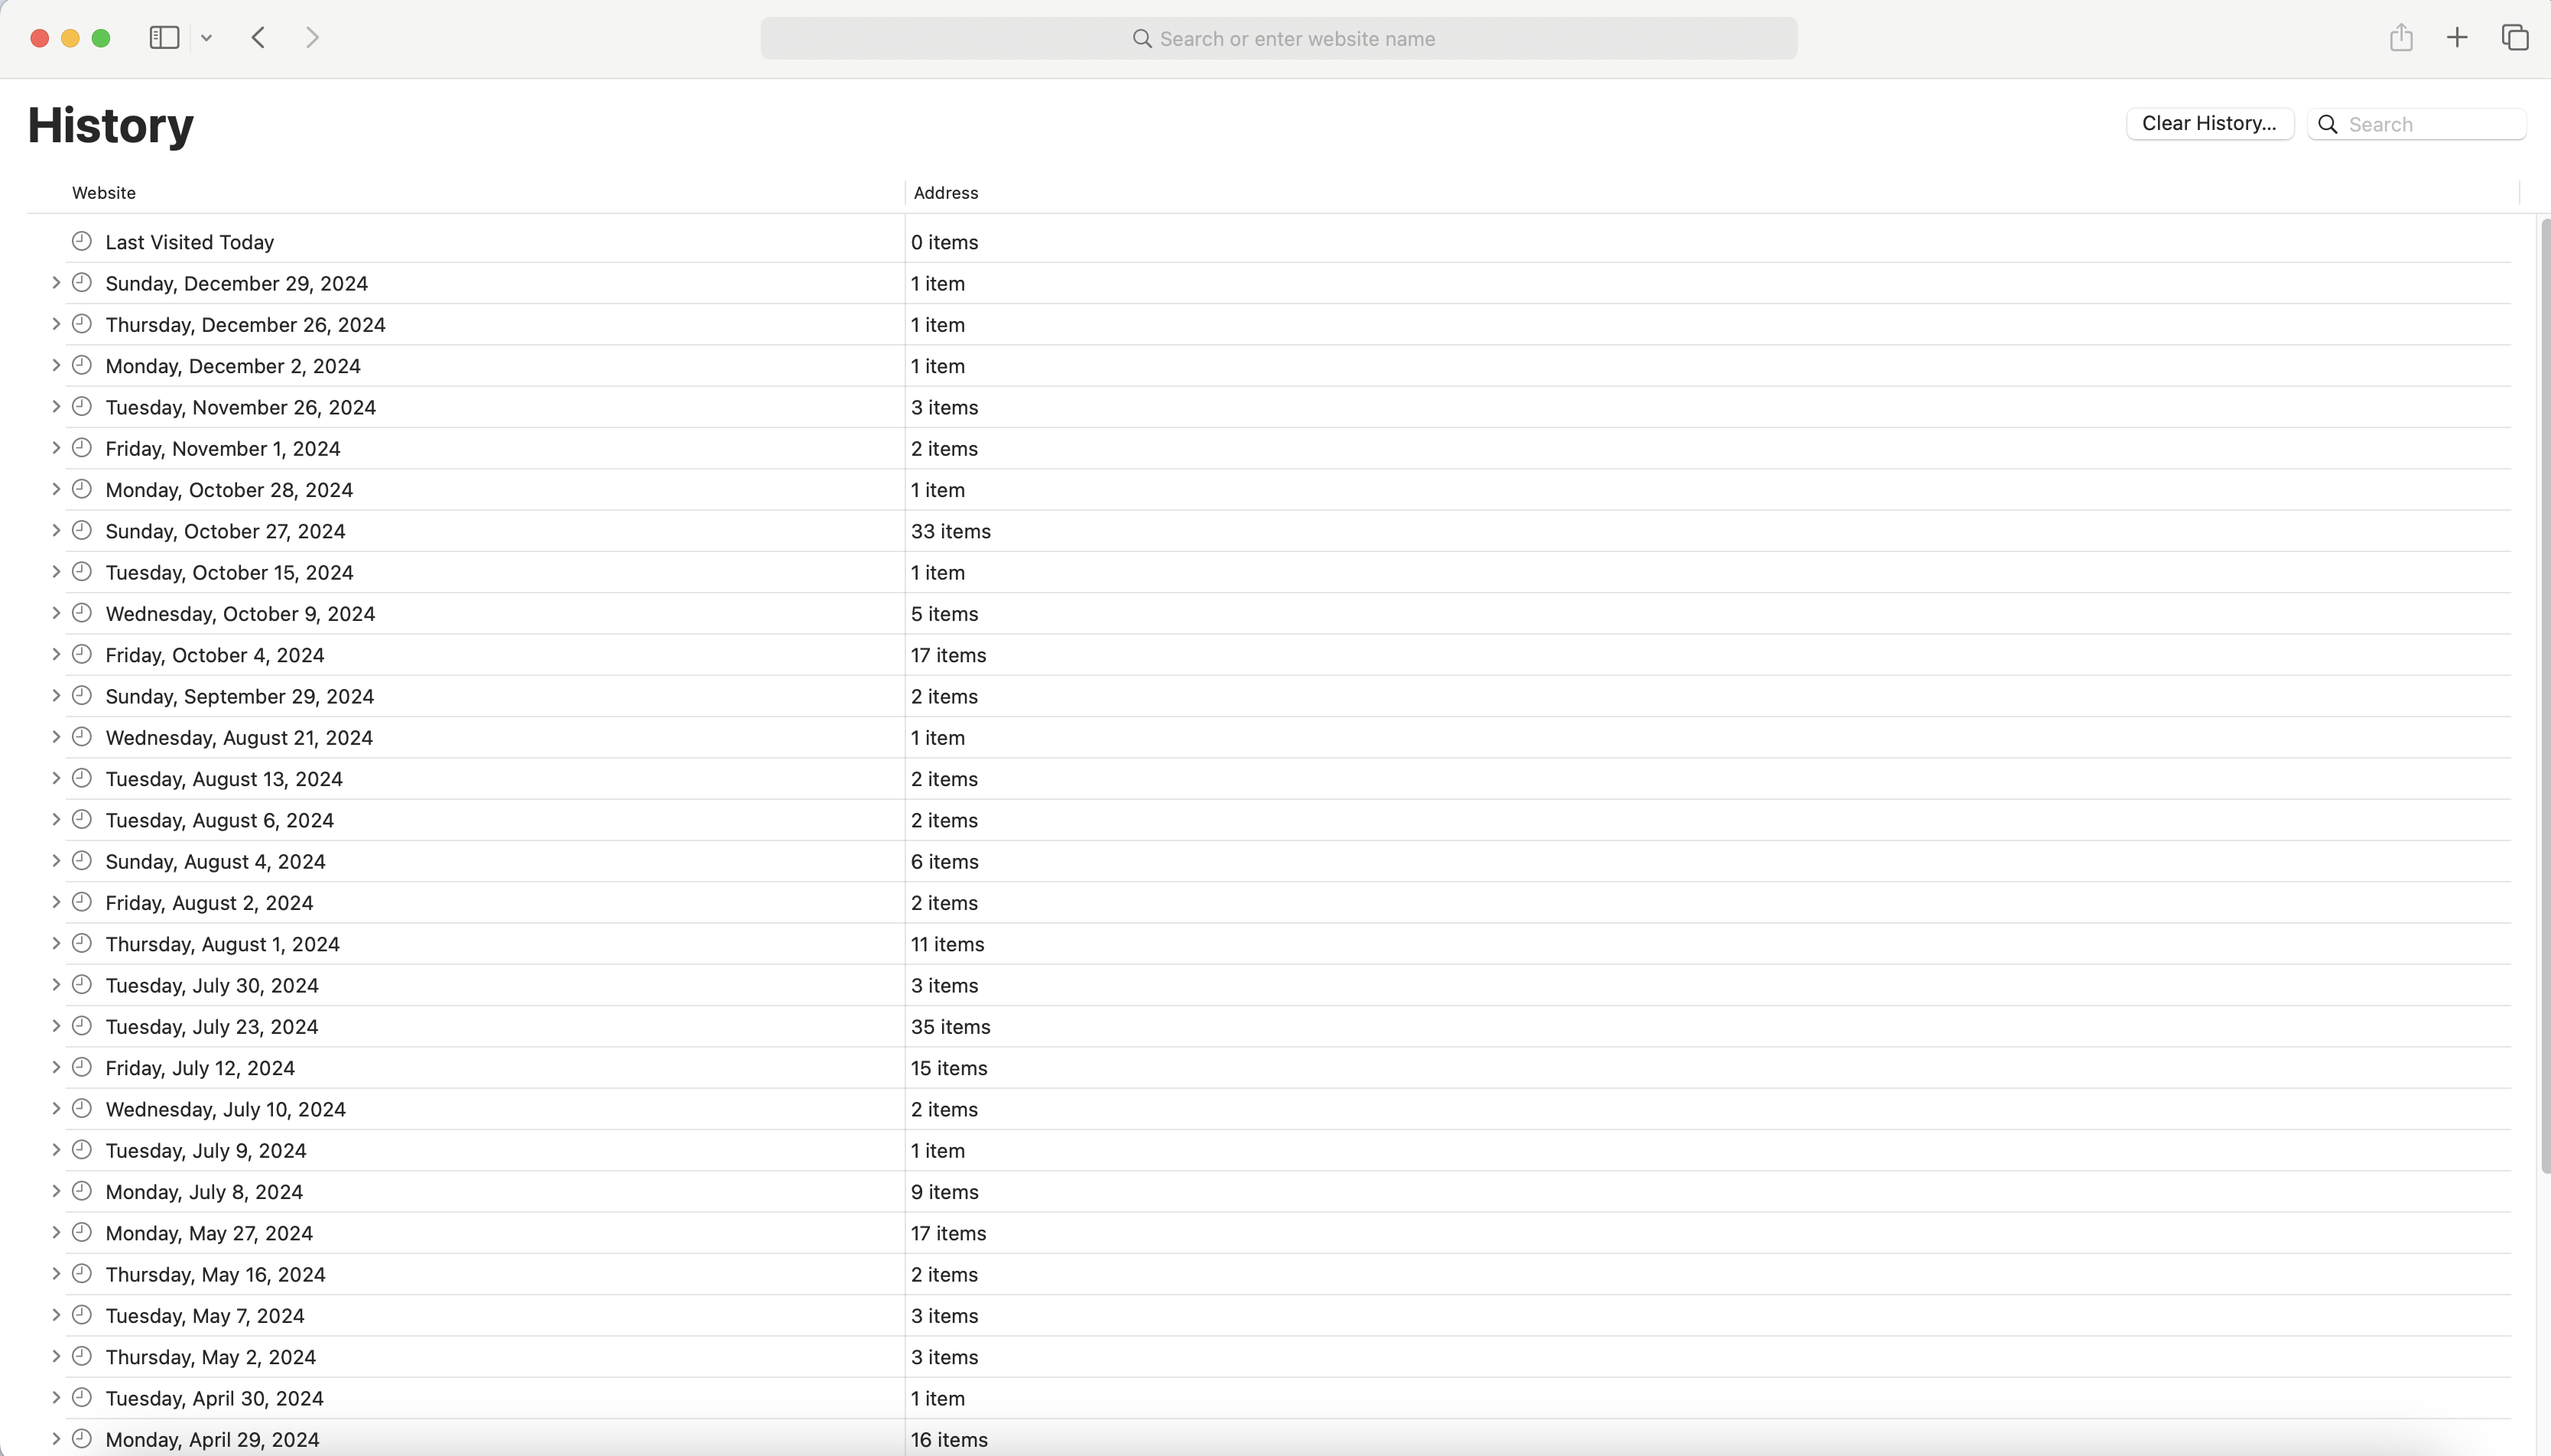 Search or enter website name
History
Clear History...
Search
Website Address
Last Visited Today 0 items
Sunday, December 29, 2024 1 item
Thursday, December 26, 2024 1 item
Monday, December 2, 2024 1 item
Tuesday, November 26, 2024 3 items
Friday, November 1, 2024 2 items
Monday, October 28, 2024 1 item
Sunday, October 27, 2024 33 items
Tuesday, October 15, 2024 1 item
Wednesday, October 9, 2024 5 items
Friday, October 4, 2024 17 items
Sunday, September 29, 2024 2 items
Wednesday, August 21, 2024 1 item
Tuesday, August 13, 2024 2 items
Tuesday, August 6, 2024 2 items
Sunday, August 4, 2024 6 items
Friday, August 2, 2024 2 items
Thursday, August 1, 2024 11 items
Tuesday, July 30, 2024 3 items
Tuesday, July 23, 2024 35 items
Friday, July 12, 2024 15 items
Wednesday, July 10, 2024 2 items
Tuesday, July 9, 2024 1 item
Monday, July 8, 2024 9 items
Monday, May 27, 2024 17 items
Thursday, May 16, 2024 2 items
Tuesday, May 7, 2024 3 items
Thursday, May 2, 2024 3 items
Tuesday, April 30, 2024 1 item
Monday, April 29, 2024 16 items